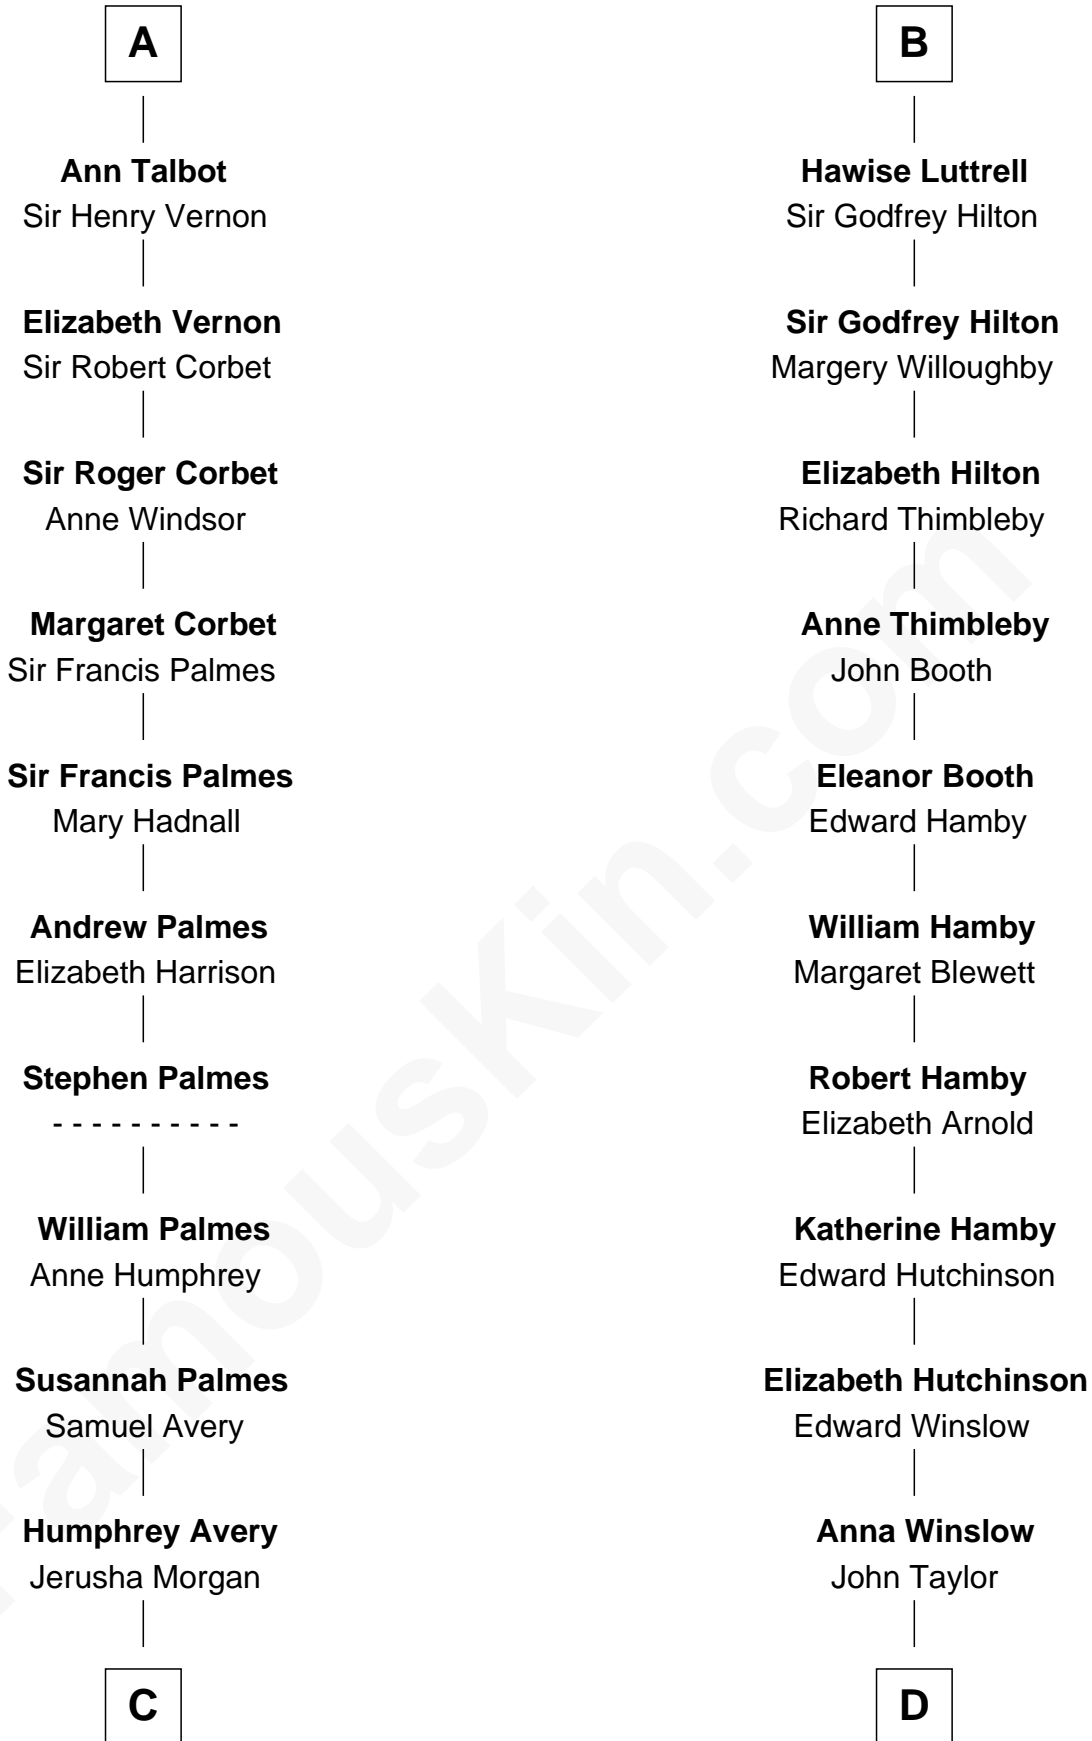 A
Ann Talbot
Sir Henry Vernon
Elizabeth Vernon
Sir Robert Corbet
Sir Roger Corbet
Anne Windsor
Margaret Corbet
Sir Francis Palmes
Sir Francis Palmes
Mary Hadnall
Andrew Palmes
Elizabeth Harrison
Stephen Palmes
- - - - - - - - - -
William Palmes
Anne Humphrey
Susannah Palmes
Samuel Avery
Humphrey Avery
Jerusha Morgan
C
B
Hawise Luttrell
Sir Godfrey Hilton
Sir Godfrey Hilton
Margery Willoughby
Elizabeth Hilton
Richard Thimbleby
Anne Thimbleby
John Booth
Eleanor Booth
Edward Hamby
William Hamby
Margaret Blewett
Robert Hamby
Elizabeth Arnold
Katherine Hamby
Edward Hutchinson
Elizabeth Hutchinson
Edward Winslow
Anna Winslow
John Taylor
D
FamousKin.com